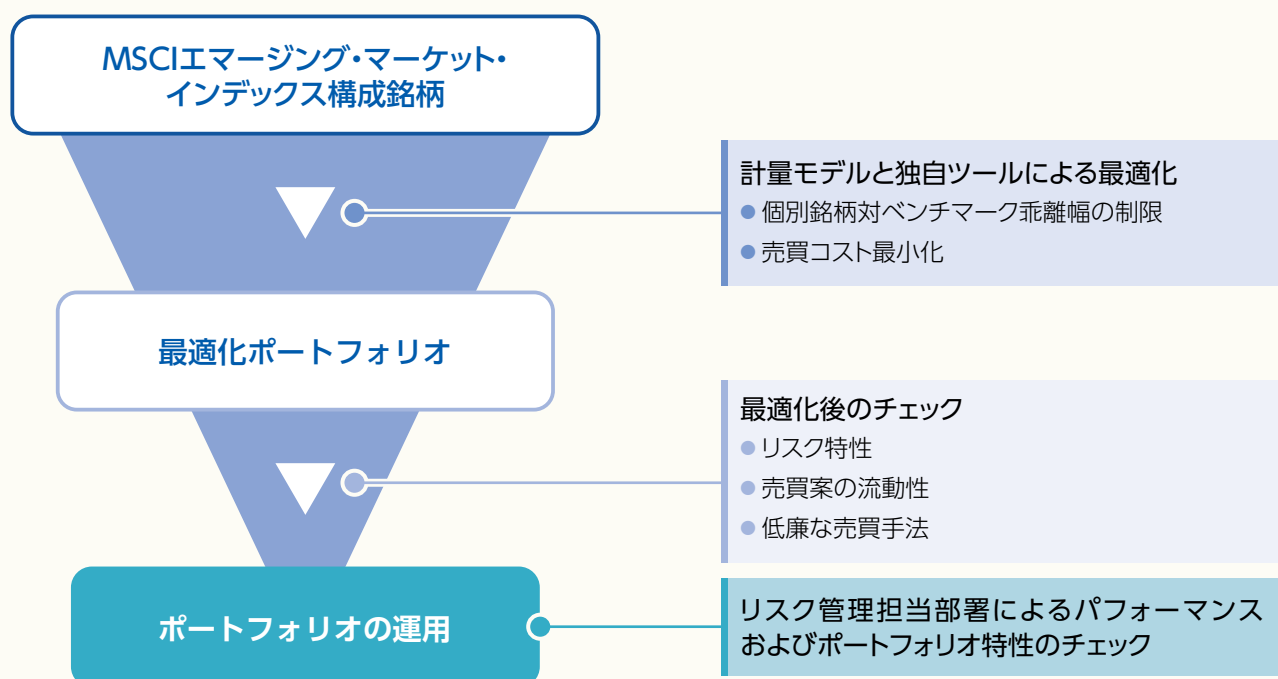 MSCIエマージング・マーケット・
インデックス構成銘柄
計量モデルと独自ツールによる最適化
● 個別銘柄対ベンチマーク乖離幅の制限
● 売買コスト最小化
最適化ポートフォリオ
最適化後のチェック
● リスク特性
● 売買案の流動性
● 低廉な売買手法
ポートフォリオの運用
リスク管理担当部署によるパフォーマンス
およびポートフォリオ特性のチェック